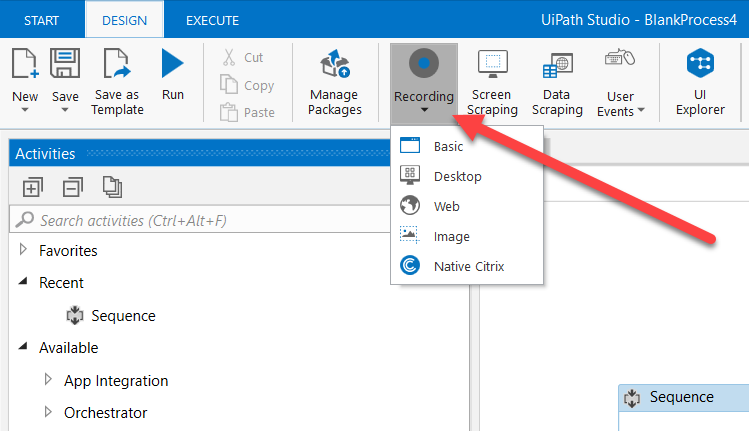 START DESIGN EXECUTE UiPath Studio - BlankProcess4
New Save Save as Template Run
Cut
Copy
Paste
Manage Packages Recording Screen Scraping Data Scraping User Events UI Explorer
Basic
Desktop
Web
Image
Native Citrix
Activities
Search activities (Ctrl+Alt+F)
Favorites
Recent
Sequence
Available
App Integration
Orchestrator
Sequence